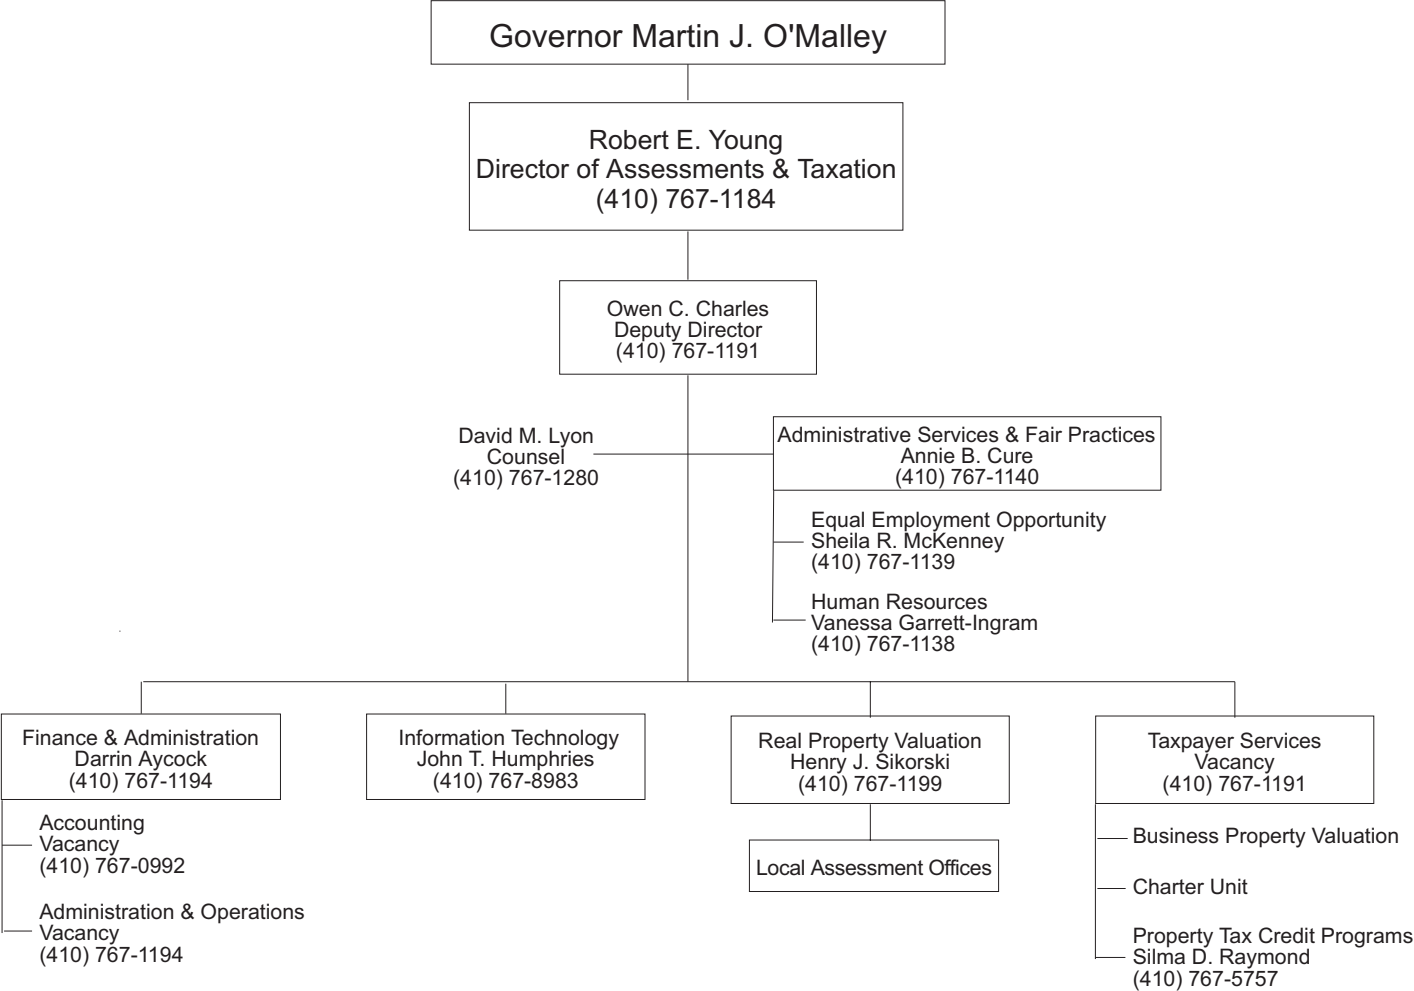 Governor Martin J. O'Malley
Robert E. Young
Director of Assessments & Taxation
(410) 767-1184
Owen C. Charles
Deputy Director
(410) 767-1191
David M. Lyon
Counsel
(410) 767-1280
Administrative Services & Fair Practices
Annie B. Cure
(410) 767-1140
Equal Employment Opportunity
Sheila R. McKenney
(410) 767-1139
Human Resources
Vanessa Garrett-Ingram
(410) 767-1138
Finance & Administration
Darrin Aycock
(410) 767-1194
Accounting
Vacancy
(410) 767-0992
Administration & Operations
Vacancy
(410) 767-1194
Information Technology
John T. Humphries
(410) 767-8983
Real Property Valuation
Henry J. Sikorski
(410) 767-1199
Local Assessment Offices
Taxpayer Services
Vacancy
(410) 767-1191
Business Property Valuation
Charter Unit
Property Tax Credit Programs
Silma D. Raymond
(410) 767-5757